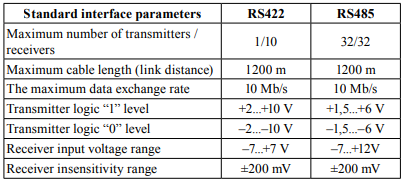 Standard interface parameters RS422 RS485
Maximum number of transmitters /
receivers 1/10 32/32
Maximum cable length (link distance) 1200 m 1200 m
The maximum data exchange rate 10 Mb/s 10 Mb/s
Transmitter logic “1” level +2...+10 V +1,5...+6 V
Transmitter logic “0” level –2...–10 V –1,5...–6 V
Receiver input voltage range –7...+7 V –7...+12V
Receiver insensitivity range ±200 mV ±200 mV